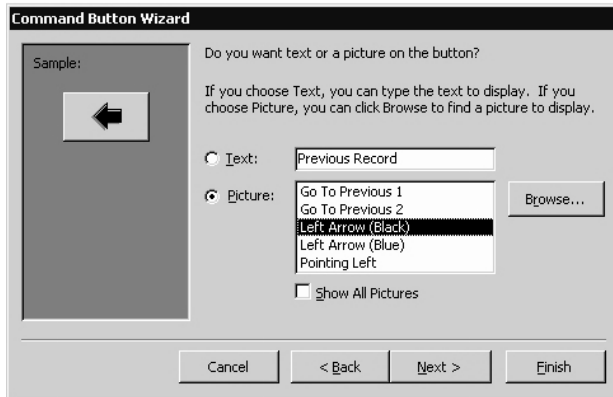 Command Button Wizard
Sample:
Do you want text or a picture on the button?
If you choose Text, you can type the text to display. If you
choose Picture, you can click Browse to find a picture to display.
Text:
Previous Record
Picture:
Go To Previous 1
Go To Previous 2
Left Arrow (Black)
Left Arrow (Blue)
Pointing Left
Browse...
Show All Pictures
Cancel
< Back
Next >
Finish